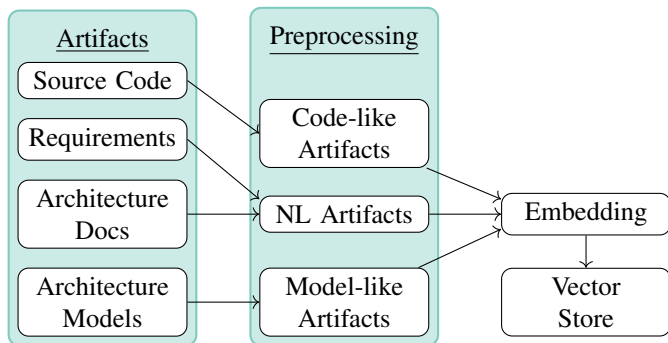 Artifacts
Source Code
Requirements
Architecture
Docs
Architecture
Models
Preprocessing
Code-like
Artifacts
NL Artifacts
Model-like
Artifacts
Embedding
Vector
Store